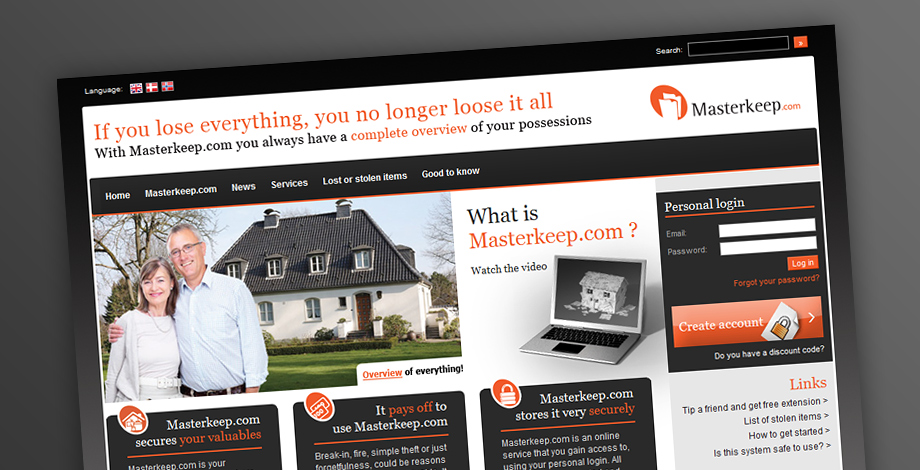 Language:
Search:
»
If you lose everything, you no longer loose it all
With Masterkeep.com you always have a complete overview of your possessions
Masterkeep.com
Home Masterkeep.com News Services Lost or stolen items Good to know
What is
Masterkeep.com ?
Watch the video
Overview of everything!
Personal login
Email:
Password:
Log in
Forgot your password?
Create account
Do you have a discount code?
Links
Tip a friend and get free extension >
List of stolen items >
How to get started >
Is this system safe to use? >
Masterkeep.com
secures your valuables
Masterkeep.com is your
It pays off to
use Masterkeep.com
Break-in, fire, simple theft or just
forgetfulness, could be reasons
Masterkeep.com
stores it very securely
Masterkeep.com is an online
service that you gain access to,
using your personal login. All